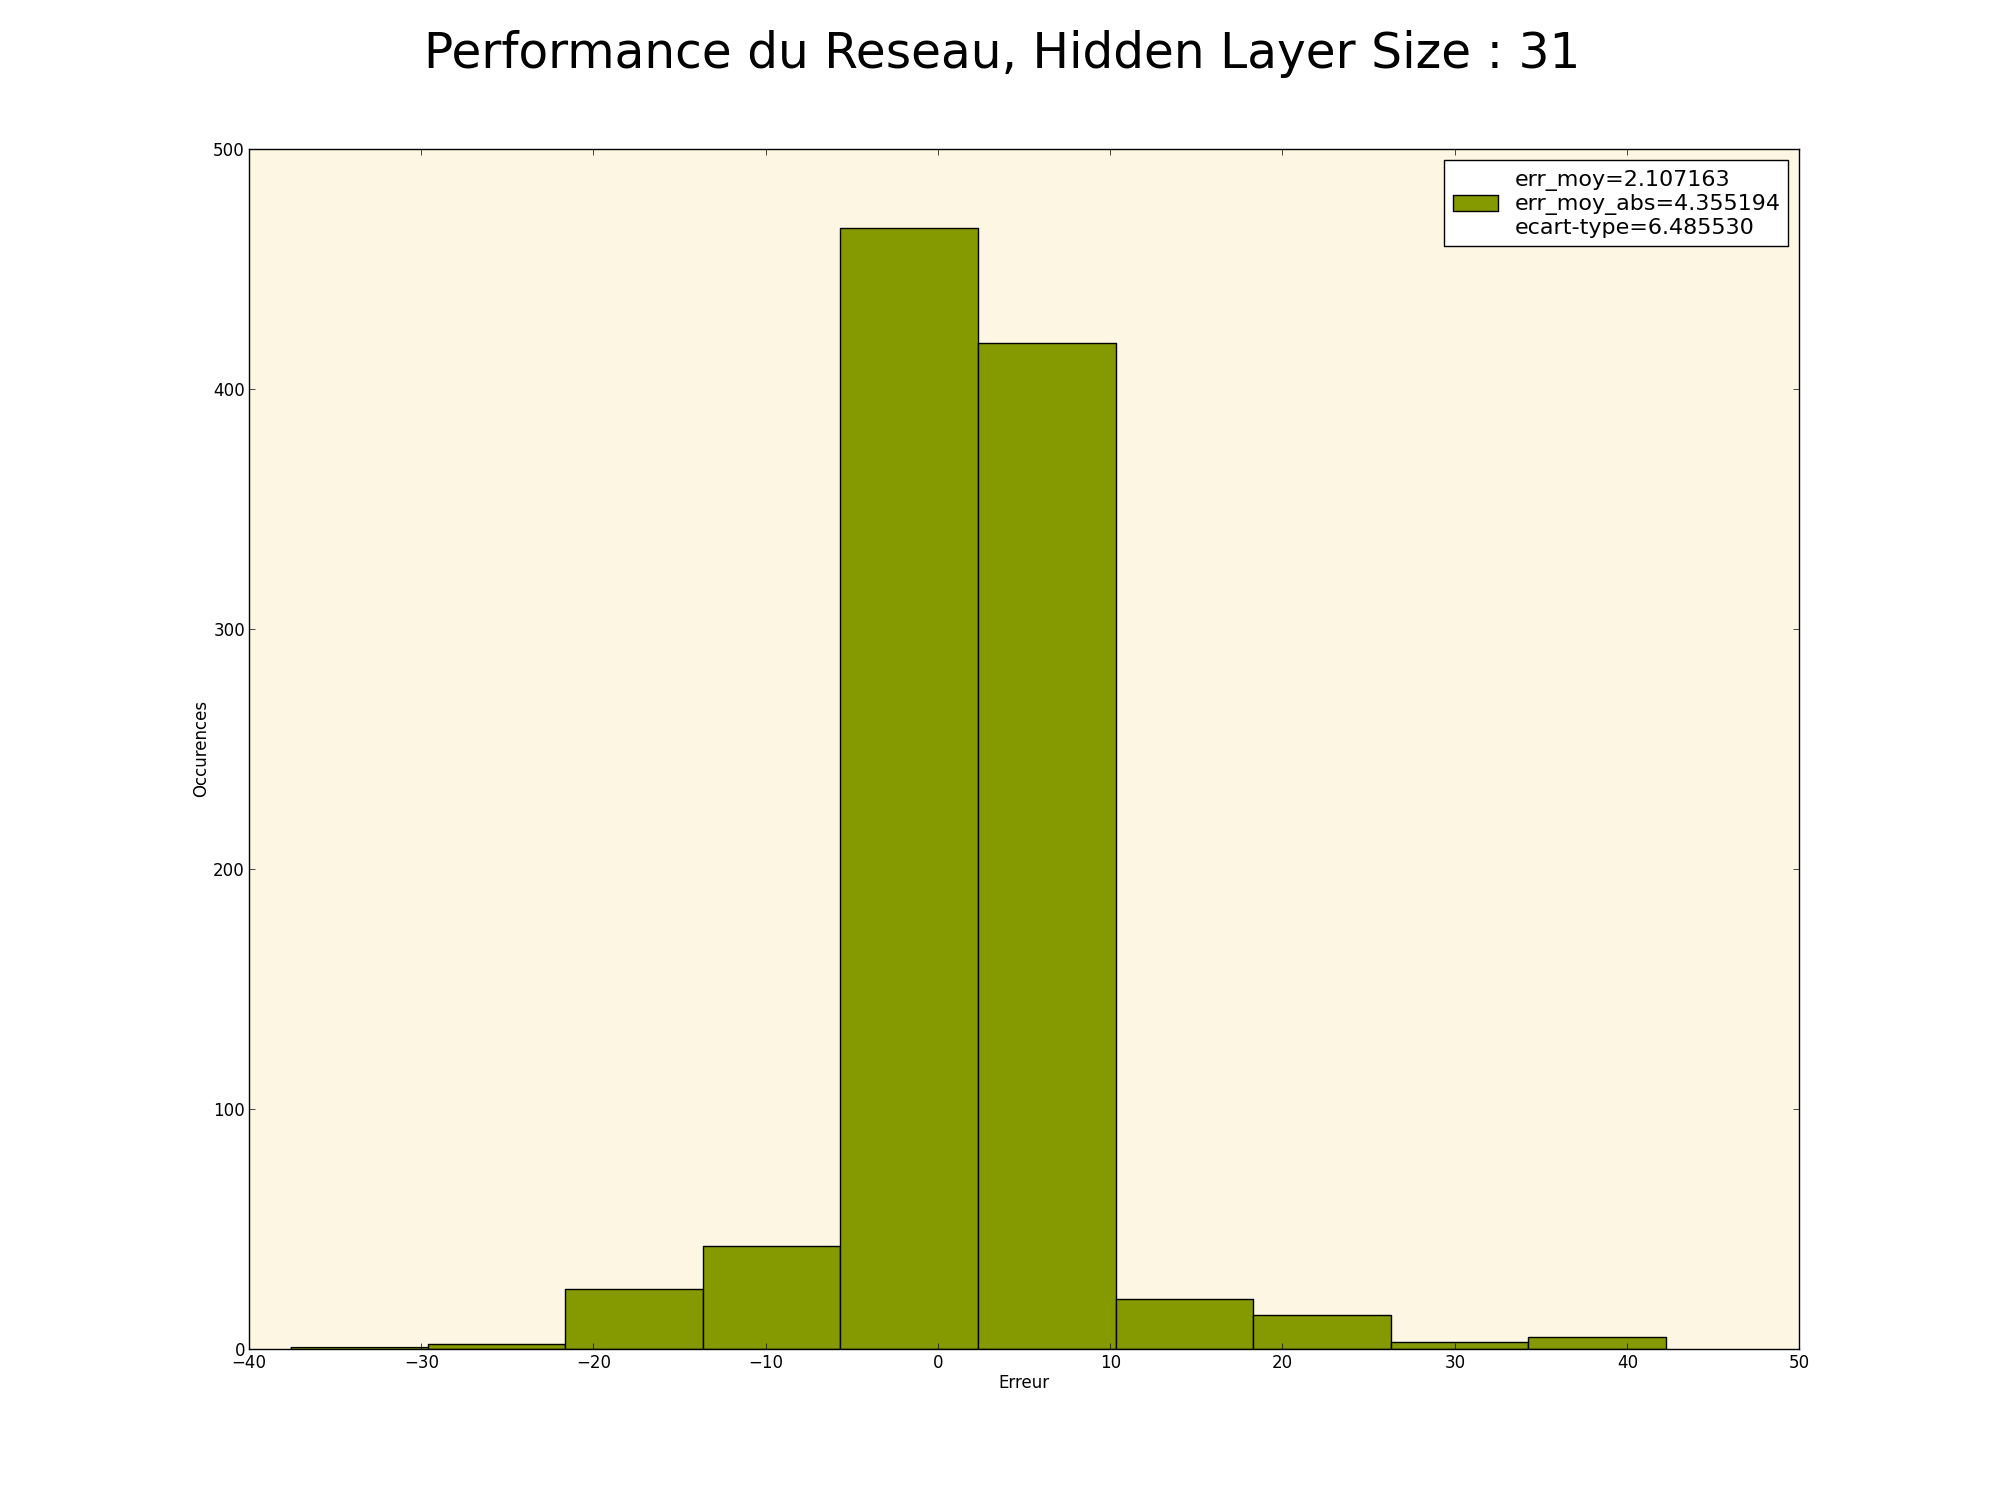 Performance du Reseau, Hidden Layer Size : 31
err_moy=2.107163
err_moy_abs=4.355194
ecart-type=6.485530
500
400
300
200
100
0
Occurences
−40 −30 −20 −10 0 10 20 30 40 50
Erreur